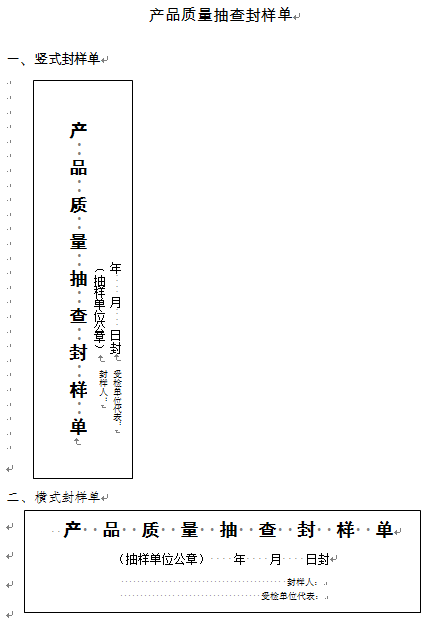 产品质量抽查封样单
一、竖式封样单
产品质量抽查封样单
（抽样单位公章）
年 月 日封
封样人：
受检单位代表：
二、横式封样单
产 品 质 量 抽 查 封 样 单
（抽样单位公章） 年 月 日封
封样人：
受检单位代表：